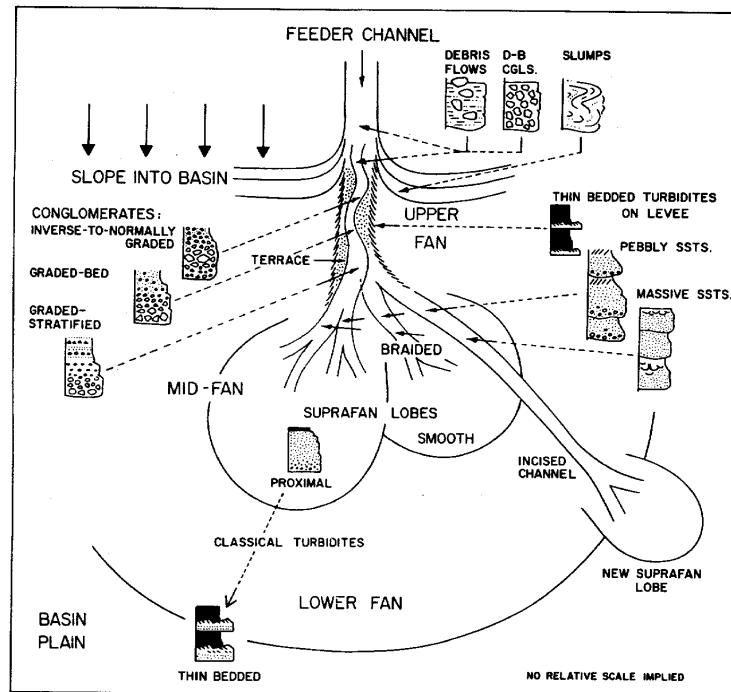 FEEDER CHANNEL
DEBRIS
FLOWS
D-B
CGLS.
SLUMPS
SLOPE INTO BASIN
CONGLOMERATES:
INVERSE-TO-NORMALLY
GRADED
GRADED-BED
GRADED-
STRATIFIED
TERRACE
UPPER
FAN
THIN BEDDED TURBIDITES
ON LEVEE
PEBBLY SSTS.
MASSIVE SSTS.
BRAIDED
MID-FAN
SUPRAFAN LOBES
SMOOTH
PROXIMAL
INCISED
CHANNEL
CLASSICAL TURBIDITES
NEW SUPRAFAN
LOBE
LOWER FAN
BASIN
PLAIN
THIN BEDDED
NO RELATIVE SCALE IMPLIED